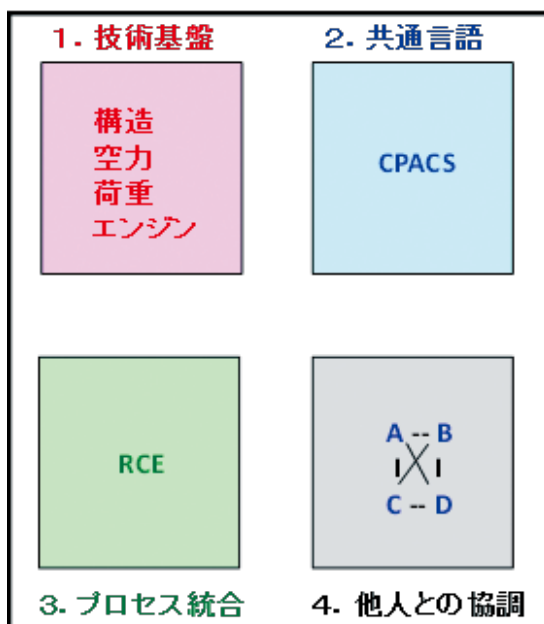 1. 技術基盤
2. 共通言語
構造
空力
荷重
エンジン
CPACS
RCE
A -- B
C -- D
3. プロセス統合
4. 他人との協調